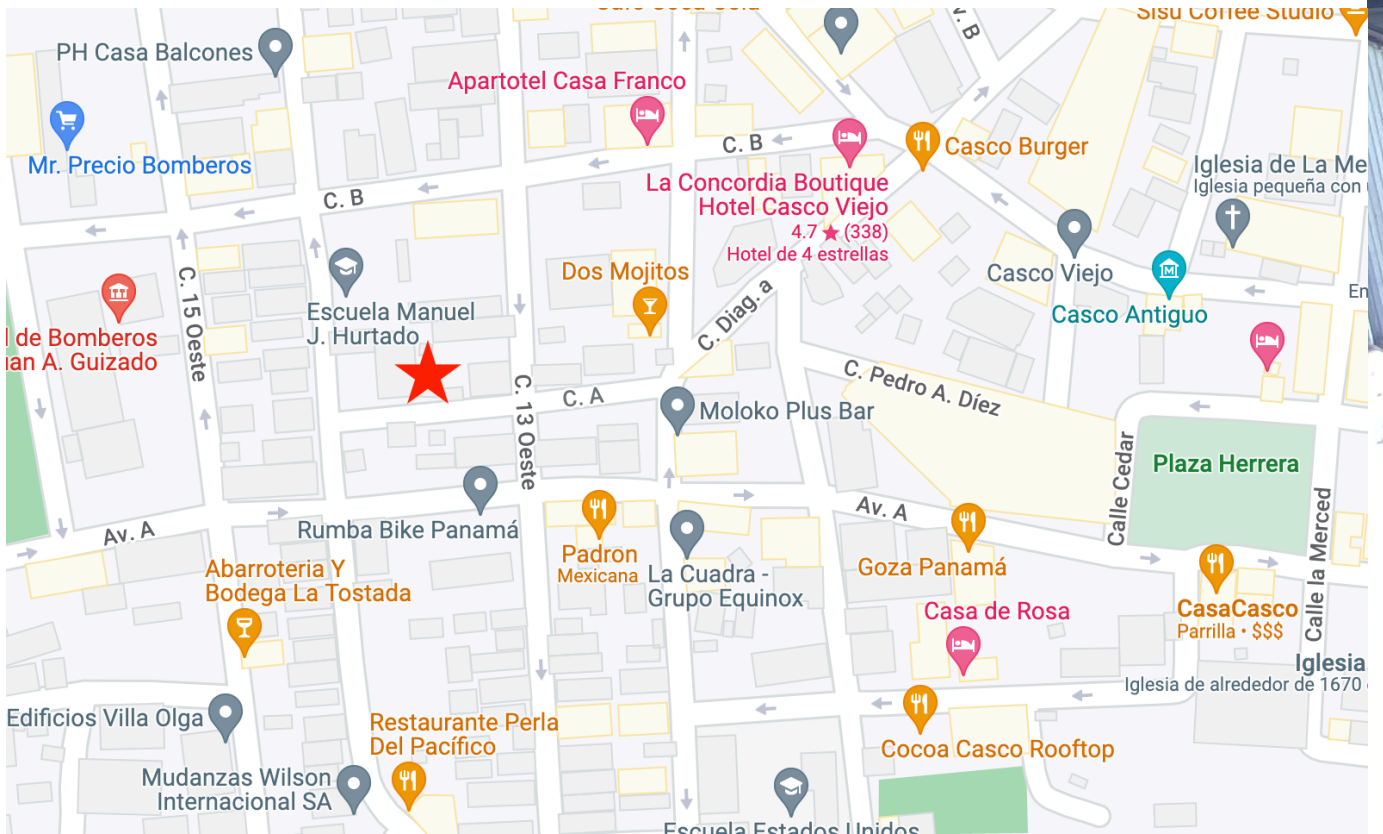 Sisu Coffee Studio
v. B
PH Casa Balcones
Apartotel Casa Franco
C. B
Casco Burger
Mr. Precio Bomberos
Iglesia de La Me
Iglesia pequeña con
La Concordia Boutique
Hotel Casco Viejo
4.7 ★ (338)
Hotel de 4 estrellas
C. B
Casco Viejo
Dos Mojitos
En
Casco Antiguo
Escuela Manuel
J. Hurtado
C. 15 Oeste
C. Diag. a
l de Bomberos
uan A. Guizado
C. Pedro A. Díez
C. A
C. 13 Oeste
Moloko Plus Bar
Plaza Herrera
Calle Cedar
Calle la Merced
Av. A
Av. A
Rumba Bike Panamá
Padron
Mexicana
La Cuadra -
Grupo Equinox
Goza Panamá
Abarroteria Y
Bodega La Tostada
Casa de Rosa
CasaCasco
Parrilla • $$$
Iglesia
Iglesia de alrededor de 1670
Edificios Villa Olga
Restaurante Perla
Del Pacífico
Cocoa Casco Rooftop
Mudanzas Wilson
Internacional SA
Escuela Estados Unidos